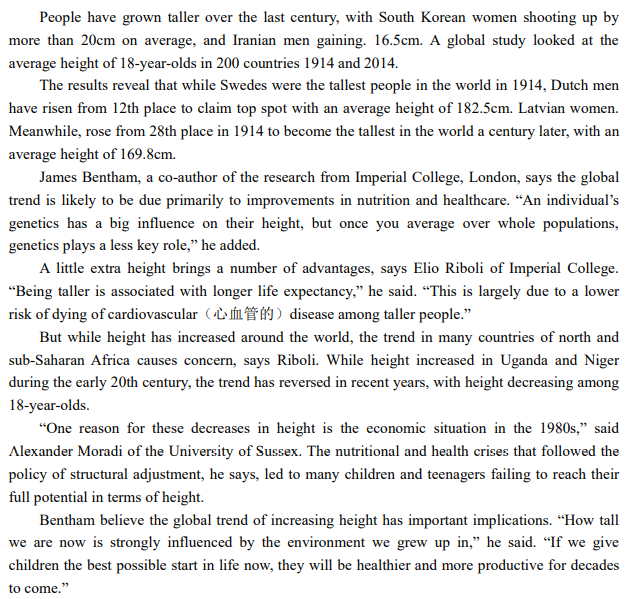 People have grown taller over the last century, with South Korean women shooting up by
more than 20cm on average, and Iranian men gaining. 16.5cm. A global study looked at the
average height of 18-year-olds in 200 countries 1914 and 2014.
The results reveal that while Swedes were the tallest people in the world in 1914, Dutch men
have risen from 12th place to claim top spot with an average height of 182.5cm. Latvian women.
Meanwhile, rose from 28th place in 1914 to become the tallest in the world a century later, with an
average height of 169.8cm.
James Bentham, a co-author of the research from Imperial College, London, says the global
trend is likely to be due primarily to improvements in nutrition and healthcare. “An individual’s
genetics has a big influence on their height, but once you average over whole populations,
genetics plays a less key role,” he added.
A little extra height brings a number of advantages, says Elio Riboli of Imperial College.
“Being taller is associated with longer life expectancy,” he said. “This is largely due to a lower
risk of dying of cardiovascular（心血管的）disease among taller people.”
But while height has increased around the world, the trend in many countries of north and
sub-Saharan Africa causes concern, says Riboli. While height increased in Uganda and Niger
during the early 20th century, the trend has reversed in recent years, with height decreasing among
18-year-olds.
“One reason for these decreases in height is the economic situation in the 1980s,” said
Alexander Moradi of the University of Sussex. The nutritional and health crises that followed the
policy of structural adjustment, he says, led to many children and teenagers failing to reach their
full potential in terms of height.
Bentham believe the global trend of increasing height has important implications. “How tall
we are now is strongly influenced by the environment we grew up in,” he said. “If we give
children the best possible start in life now, they will be healthier and more productive for decades
to come.”